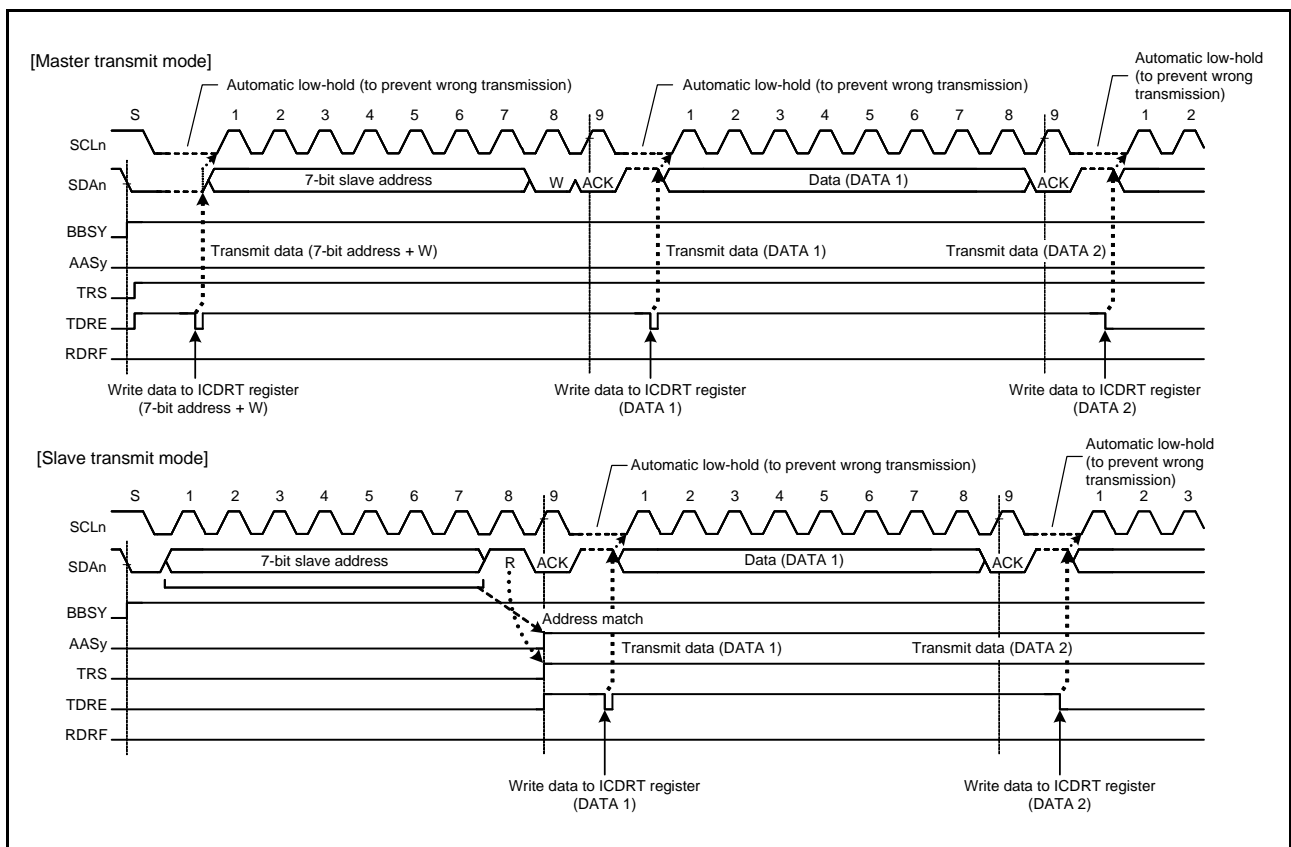 [Master transmit mode]
Automatic low-hold (to prevent wrong transmission)
Automatic low-hold (to prevent wrong transmission)
Automatic low-hold
(to prevent wrong
transmission)
S 1 2 3 4 5 6 7 8 9 1 2 3 4 5 6 7 8 9 1 2
SCLn
SDAn 7-bit slave address W ACK Data (DATA 1) ACK
BBSY
Transmit data (7-bit address + W) Transmit data (DATA 1) Transmit data (DATA 2)
AASy
TRS
TDRE
RDRF
Write data to ICDRT register
(7-bit address + W)
Write data to ICDRT register
(DATA 1)
Write data to ICDRT register
(DATA 2)
[Slave transmit mode]
Automatic low-hold (to prevent wrong transmission)
Automatic low-hold
(to prevent wrong
transmission)
S 1 2 3 4 5 6 7 8 9 1 2 3 4 5 6 7 8 9 1 2 3
SCLn
SDAn 7-bit slave address R ACK Data (DATA 1) ACK
BBSY
Address match
AASy
Transmit data (DATA 1) Transmit data (DATA 2)
TRS
TDRE
RDRF
Write data to ICDRT register
(DATA 1)
Write data to ICDRT register
(DATA 2)